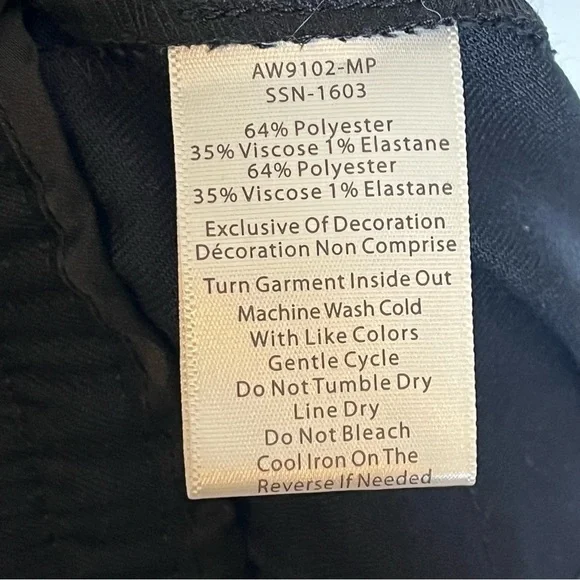 AW9102-MP
SSN-1603
64% Polyester
35% Viscose 1% Elastane
64% Polyester
35% Viscose 1% Elastane
Exclusive Of Decoration
Décoration Non Comprise
Turn Garment Inside Out
Machine Wash Cold
With Like Colors
Gentle Cycle
Do Not Tumble Dry
Line Dry
Do Not Bleach
Cool Iron On The
Reverse If Needed